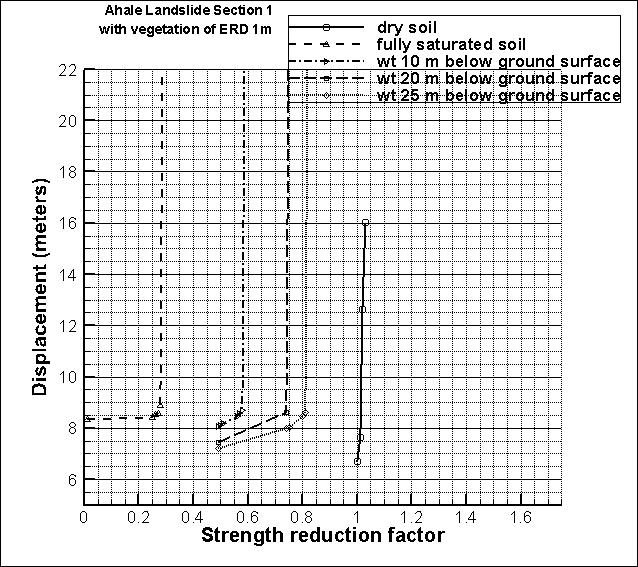 Ahale Landslide Section 1
with vegetation of ERD 1m
dry soil
fully saturated soil
wt 10 m below ground surface
wt 20 m below ground surface
wt 25 m below ground surface
22
20
18
16
14
12
10
8
6
Displacement (meters)
0 0.2 0.4 0.6 0.8 1 1.2 1.4 1.6
Strength reduction factor